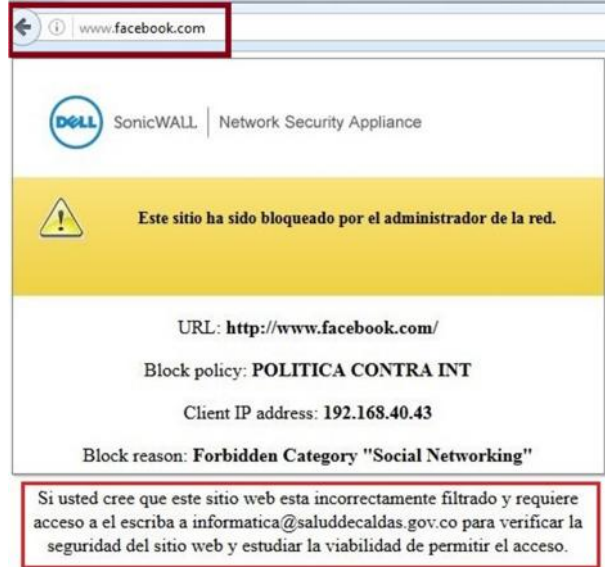 www.facebook.com
DELL SonicWALL | Network Security Appliance
Este sitio ha sido bloqueado por el administrador de la red.
URL: http://www.facebook.com/
Block policy: POLITICA CONTRA INT
Client IP address: 192.168.40.43
Block reason: Forbidden Category "Social Networking"
Si usted cree que este sitio web esta incorrectamente filtrado y requiere
acceso a el escriba a informatica@saluddecaldas.gov.co para verificar la
seguridad del sitio web y estudiar la viabilidad de permitir el acceso.